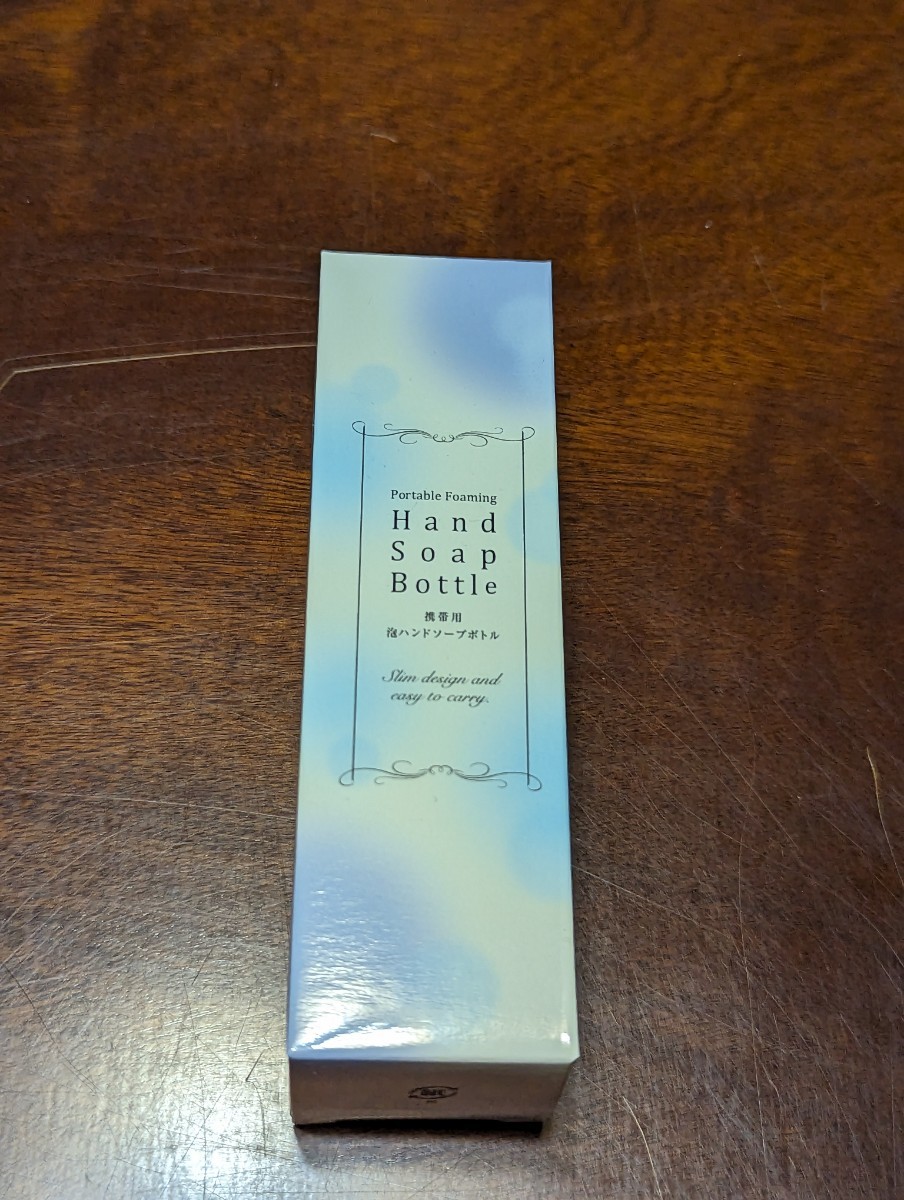 Portable Foaming
Hand
Soap
Bottle
携帯用
泡ハンドソープボトル
Slim design and
easy to carry.